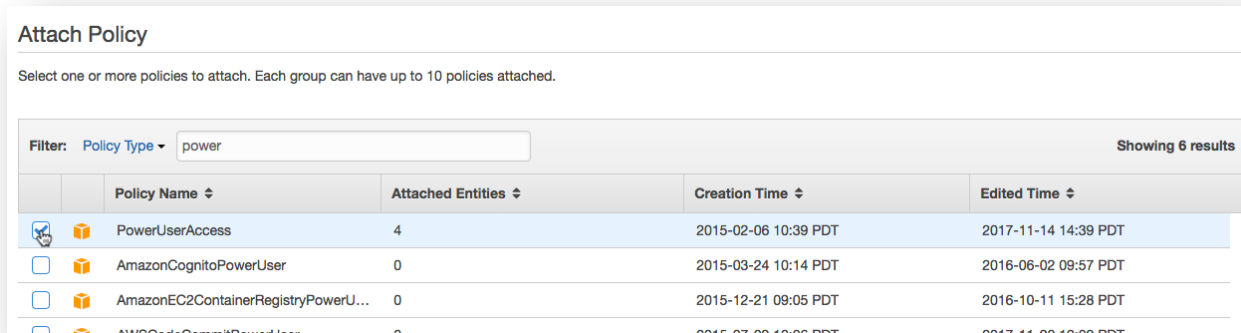 Attach Policy
Select one or more policies to attach. Each group can have up to 10 policies attached.
Filter: Policy Type power Showing 6 results
Policy Name Attached Entities Creation Time Edited Time
PowerUserAccess 4 2015-02-06 10:39 PDT 2017-11-14 14:39 PDT
AmazonCognitoPowerUser 0 2015-03-24 10:14 PDT 2016-06-02 09:57 PDT
AmazonEC2ContainerRegistryPowerU... 0 2015-12-21 09:05 PDT 2016-10-11 15:28 PDT
AWSCodeCommitPowerUser